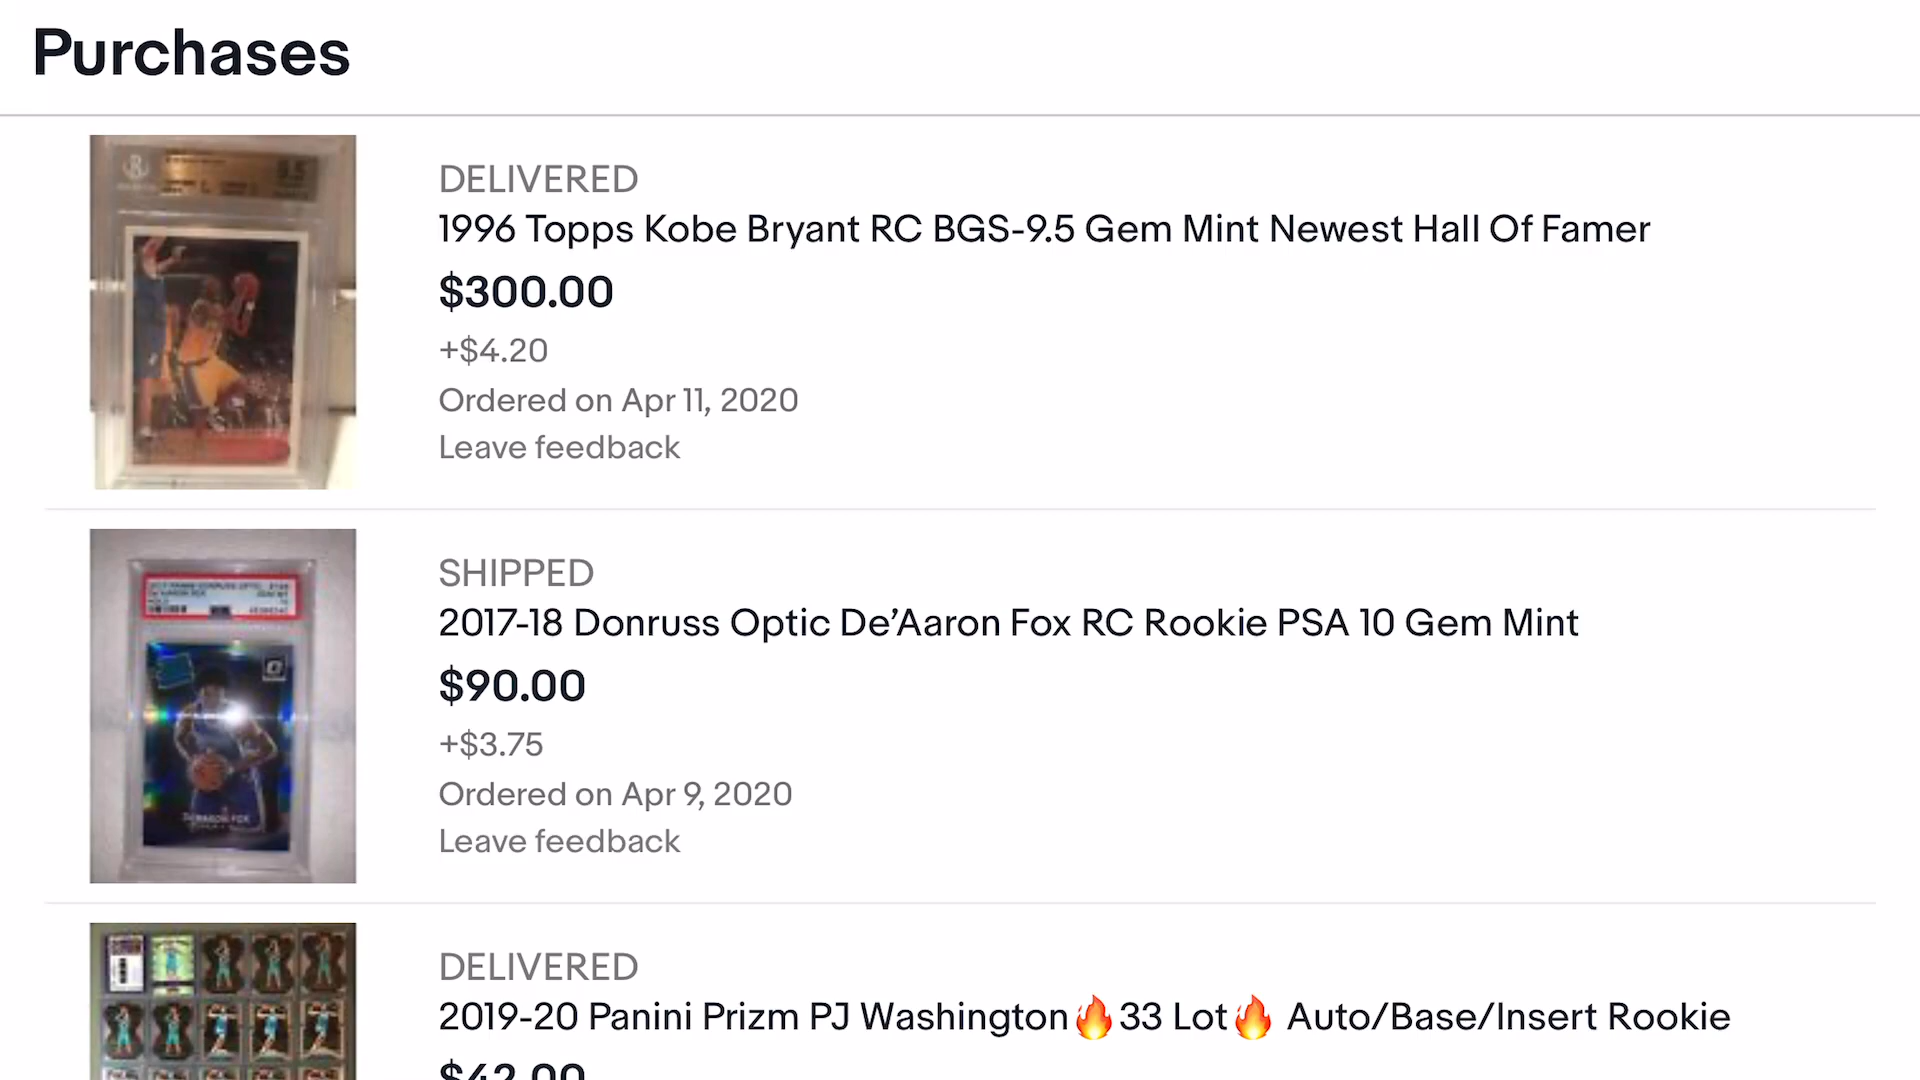 Purchases
DELIVERED
1996 Topps Kobe Bryant RC BGS-9.5 Gem Mint Newest Hall Of Famer
$300.00
+$4.20
Ordered on Apr 11, 2020
Leave feedback
SHIPPED
2017-18 Donruss Optic De’Aaron Fox RC Rookie PSA 10 Gem Mint
$90.00
+$3.75
Ordered on Apr 9, 2020
Leave feedback
DELIVERED
2019-20 Panini Prizm PJ Washington🔥33 Lot🔥 Auto/Base/Insert Rookie
$42.00